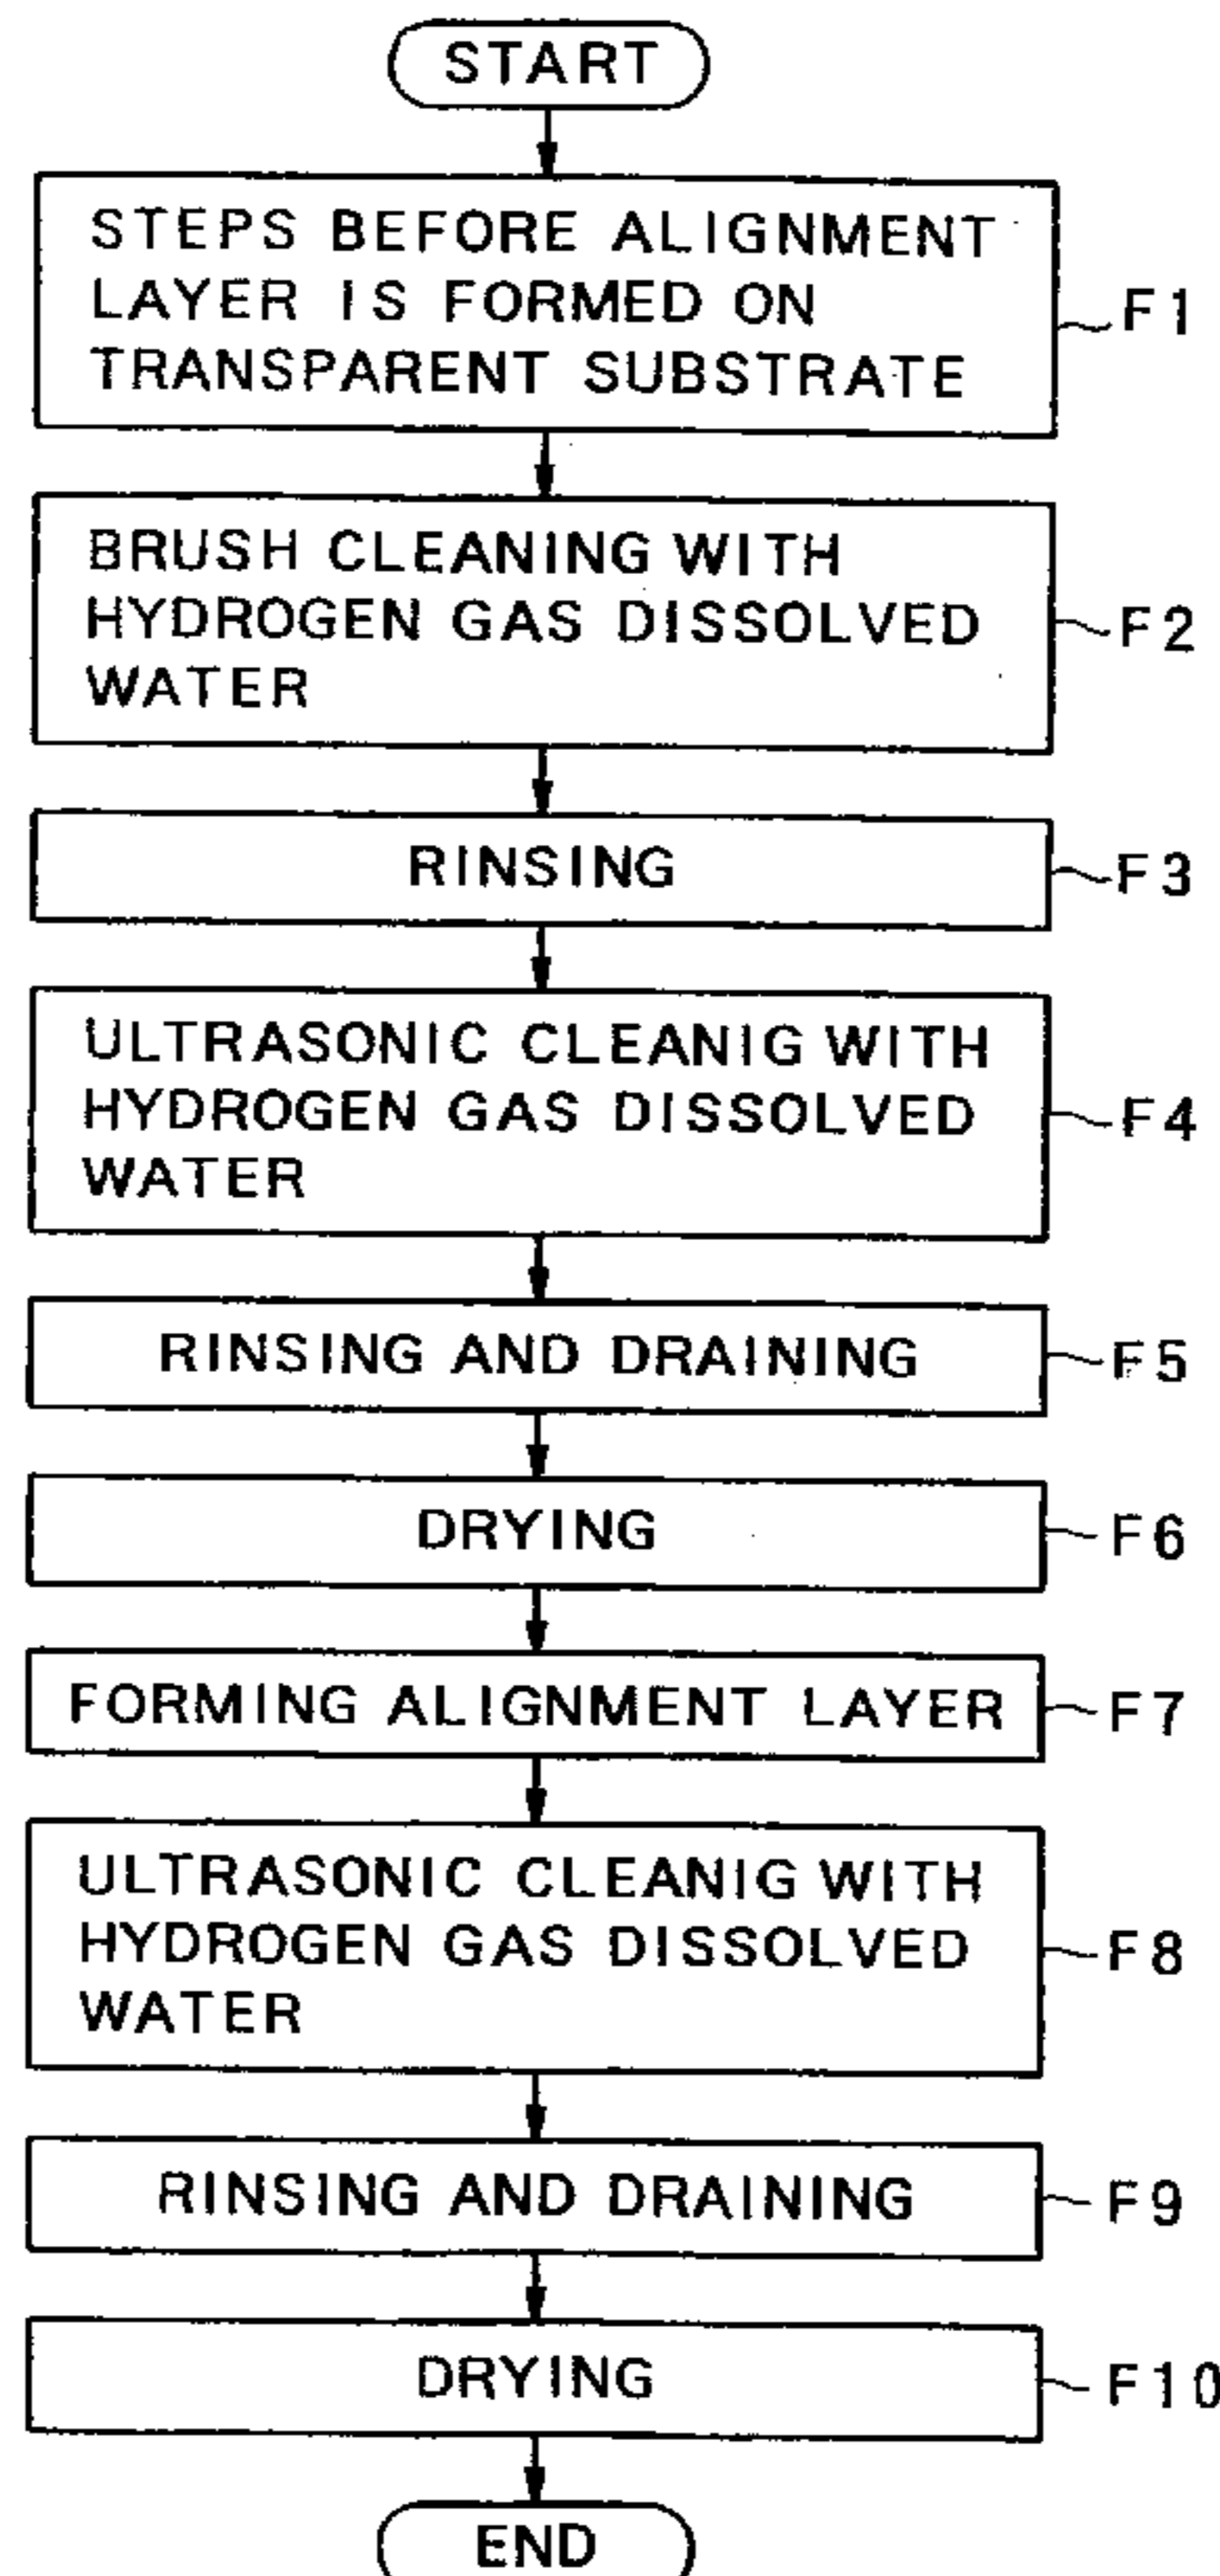 START
STEPS BEFORE ALIGNMENT
LAYER IS FORMED ON
TRANSPARENT SUBSTRATE
F1
BRUSH CLEANING WITH
HYDROGEN GAS DISSOLVED
WATER
F2
RINSING
F3
ULTRASONIC CLEANIG WITH
HYDROGEN GAS DISSOLVED
WATER
F4
RINSING AND DRAINING
F5
DRYING
F6
FORMING ALIGNMENT LAYER
F7
ULTRASONIC CLEANIG WITH
HYDROGEN GAS DISSOLVED
WATER
F8
RINSING AND DRAINING
F9
DRYING
F10
END